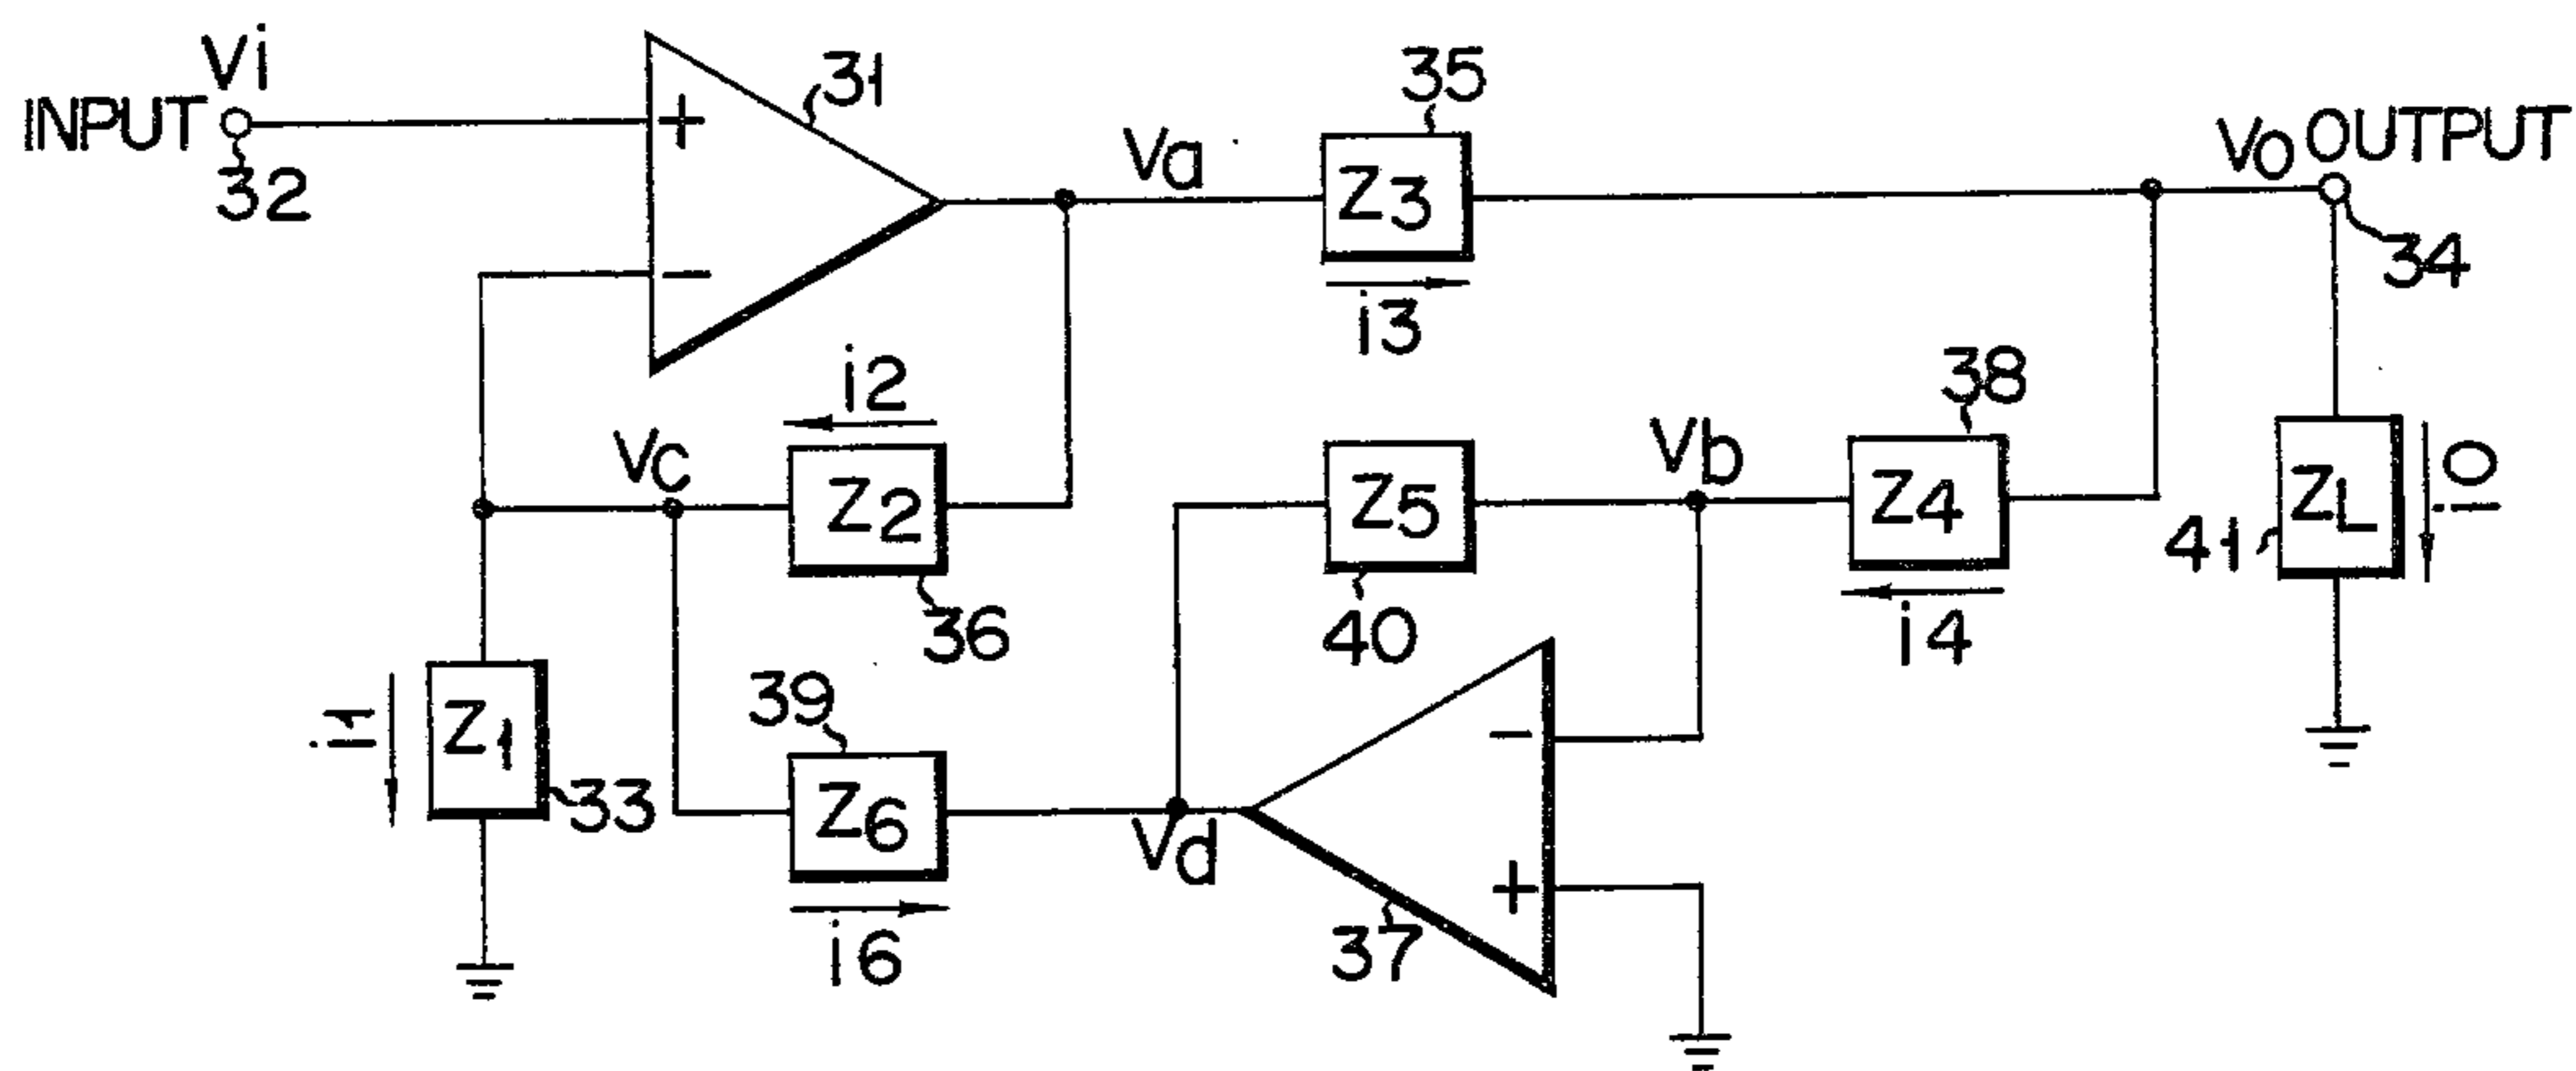 Vi
INPUT
32
+
31
−
Va
35
Z3
i3
Vo OUTPUT
34
i2
Vc
Z2
36
Z5
40
Vb
38
Z4
i4
ZL
41
i0
i1
Z1
33
39
Z6
i6
Vd
37
−
+